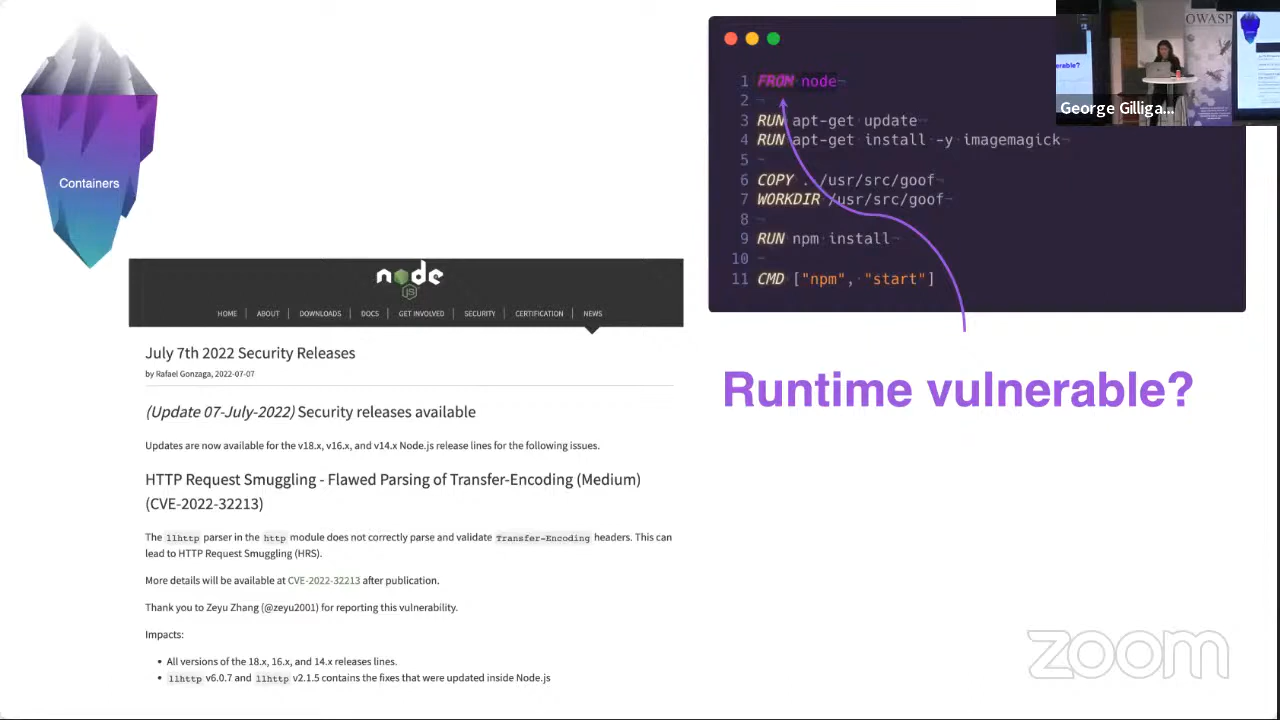 Containers
node
JS
HOME | ABOUT | DOWNLOADS | DOCS | GET INVOLVED | SECURITY | CERTIFICATION | NEWS
July 7th 2022 Security Releases
by Rafael Gonzaga, 2022-07-07
(Update 07-July-2022) Security releases available
Updates are now available for the v18.x, v16.x, and v14.x Node.js release lines for the following issues.
HTTP Request Smuggling - Flawed Parsing of Transfer-Encoding (Medium)
(CVE-2022-32213)
The llhttp parser in the http module does not correctly parse and validate Transfer-Encoding headers. This can
lead to HTTP Request Smuggling (HRS).
More details will be available at CVE-2022-32213 after publication.
Thank you to Zeyu Zhang (@zeyu2001) for reporting this vulnerability.
Impacts:
• All versions of the 18.x, 16.x, and 14.x releases lines.
• llhttp v6.0.7 and llhttp v2.1.5 contains the fixes that were updated inside Node.js
1 FROM node¬
2 ¬
3 RUN apt-get update¬
4 RUN apt-get install -y imagemagick¬
5 ¬
6 COPY . /usr/src/goof¬
7 WORKDIR /usr/src/goof¬
8 ¬
9 RUN npm install¬
10 ¬
11 CMD ["npm", "start"]
Runtime vulnerable?
OWASP
erable?
George Gilliga...
zoom